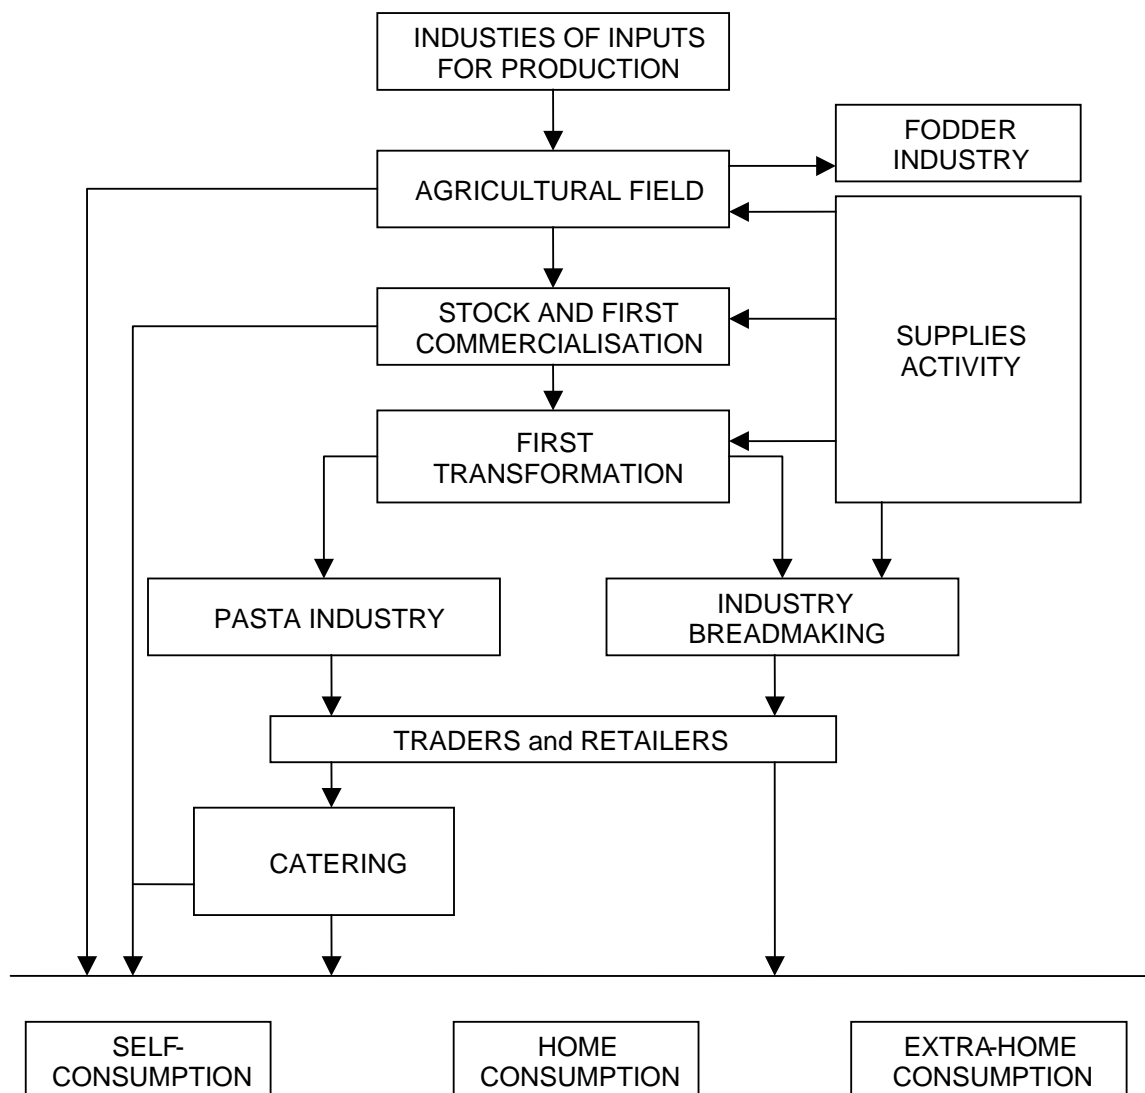 INDUSTIES OF INPUTS
FOR PRODUCTION
FODDER
INDUSTRY
AGRICULTURAL FIELD
STOCK AND FIRST
COMMERCIALISATION
SUPPLIES
ACTIVITY
FIRST
TRANSFORMATION
PASTA INDUSTRY
INDUSTRY
BREADMAKING
TRADERS and RETAILERS
CATERING
SELF-
CONSUMPTION
HOME
CONSUMPTION
EXTRA-HOME
CONSUMPTION